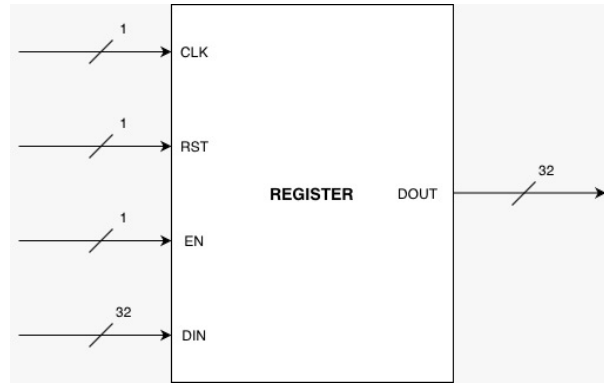 1
CLK
1
RST
REGISTER DOUT 32
1
EN
32
DIN